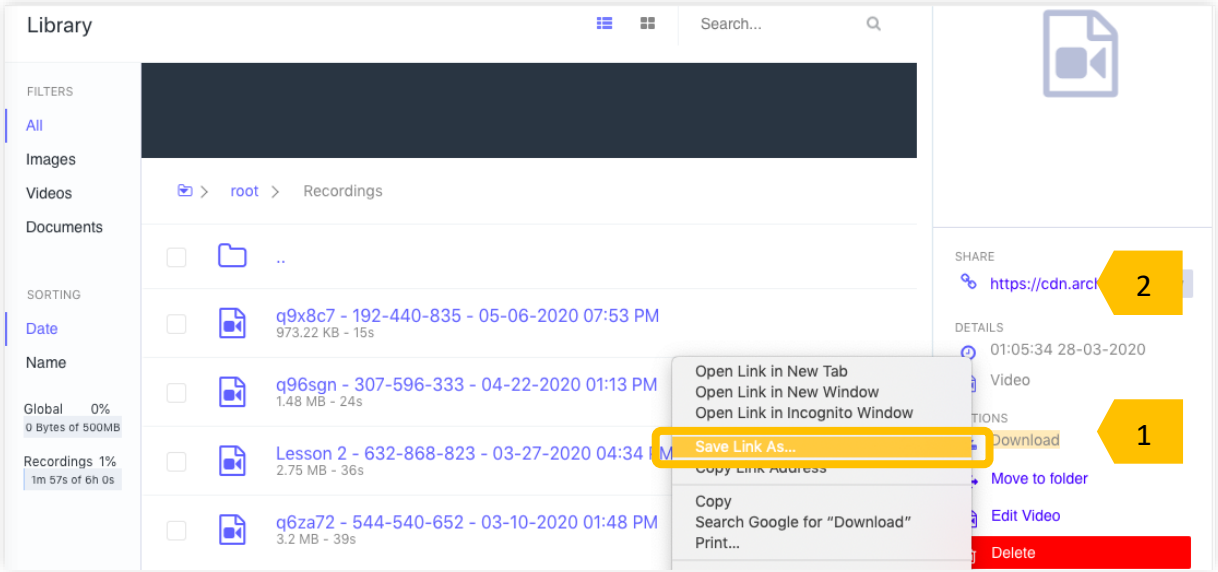 Library
Search...
FILTERS
All
Images
Videos
Documents
SORTING
Date
Name
Global 0%
0 Bytes of 500MB
Recordings 1%
1m 57s of 6h 0s
root > Recordings
..
q9x8c7 - 192-440-835 - 05-06-2020 07:53 PM
973.22 KB - 15s
q96sgn - 307-596-333 - 04-22-2020 01:13 PM
1.48 MB - 24s
Lesson 2 - 632-868-823 - 03-27-2020 04:34 PM
2.75 MB - 36s
q6za72 - 544-540-652 - 03-10-2020 01:48 PM
3.2 MB - 39s
Open Link in New Tab
Open Link in New Window
Open Link in Incognito Window
Save Link As...
Copy Link Address
Copy
Search Google for “Download”
Print...
SHARE
https://cdn.arch
2
DETAILS
01:05:34 28-03-2020
Video
TIONS
Download
1
Move to folder
Edit Video
Delete